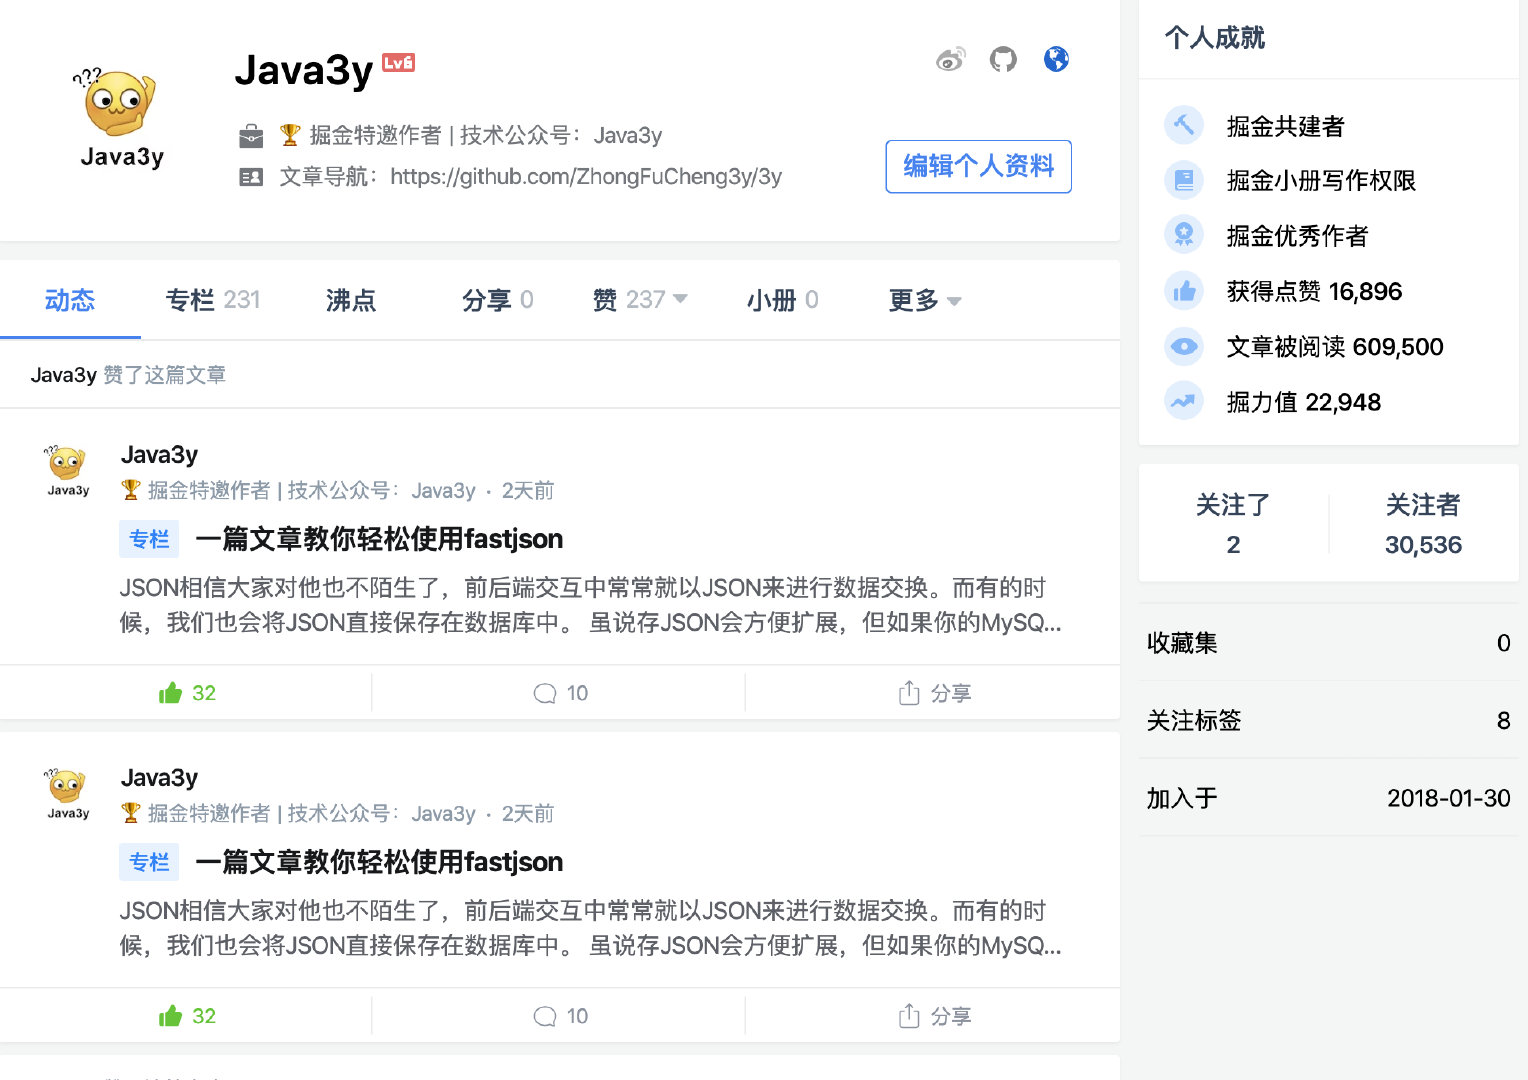 ???
Java3y
Java3y Lv6
🏆 掘金特邀作者 | 技术公众号：Java3y
文章导航：https://github.com/ZhongFuCheng3y/3y
编辑个人资料
动态 专栏 231 沸点 分享 0 赞 237 小册 0 更多
Java3y 赞了这篇文章
???
Java3y
Java3y
🏆 掘金特邀作者 | 技术公众号：Java3y · 2天前
专栏 一篇文章教你轻松使用fastjson
JSON相信大家对他也不陌生了，前后端交互中常常就以JSON来进行数据交换。而有的时
候，我们也会将JSON直接保存在数据库中。 虽说存JSON会方便扩展，但如果你的MySQ...
32 10 分享
???
Java3y
Java3y
🏆 掘金特邀作者 | 技术公众号：Java3y · 2天前
专栏 一篇文章教你轻松使用fastjson
JSON相信大家对他也不陌生了，前后端交互中常常就以JSON来进行数据交换。而有的时
候，我们也会将JSON直接保存在数据库中。 虽说存JSON会方便扩展，但如果你的MySQ...
32 10 分享
个人成就
掘金共建者
掘金小册写作权限
掘金优秀作者
获得点赞 16,896
文章被阅读 609,500
掘力值 22,948
关注了 关注者
2 30,536
收藏集 0
关注标签 8
加入于 2018-01-30